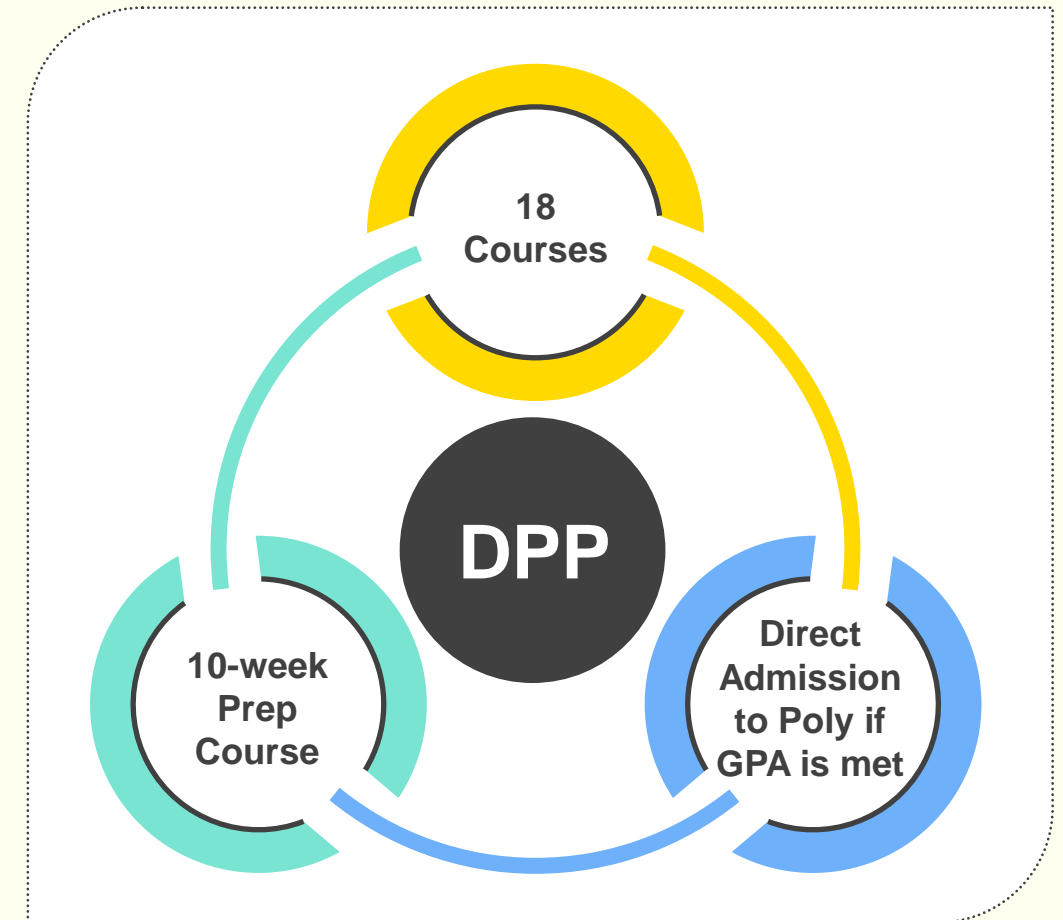 18
Courses
DPP
10-week
Prep
Course
Direct
Admission
to Poly if
GPA is met